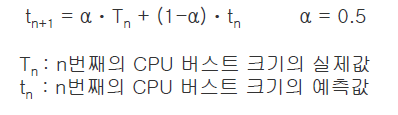 tn+1 = α · Tn + (1-α) · tn α = 0.5
Tn : n번째의 CPU 버스트 크기의 실제값
tn : n번째의 CPU 버스트 크기의 예측값